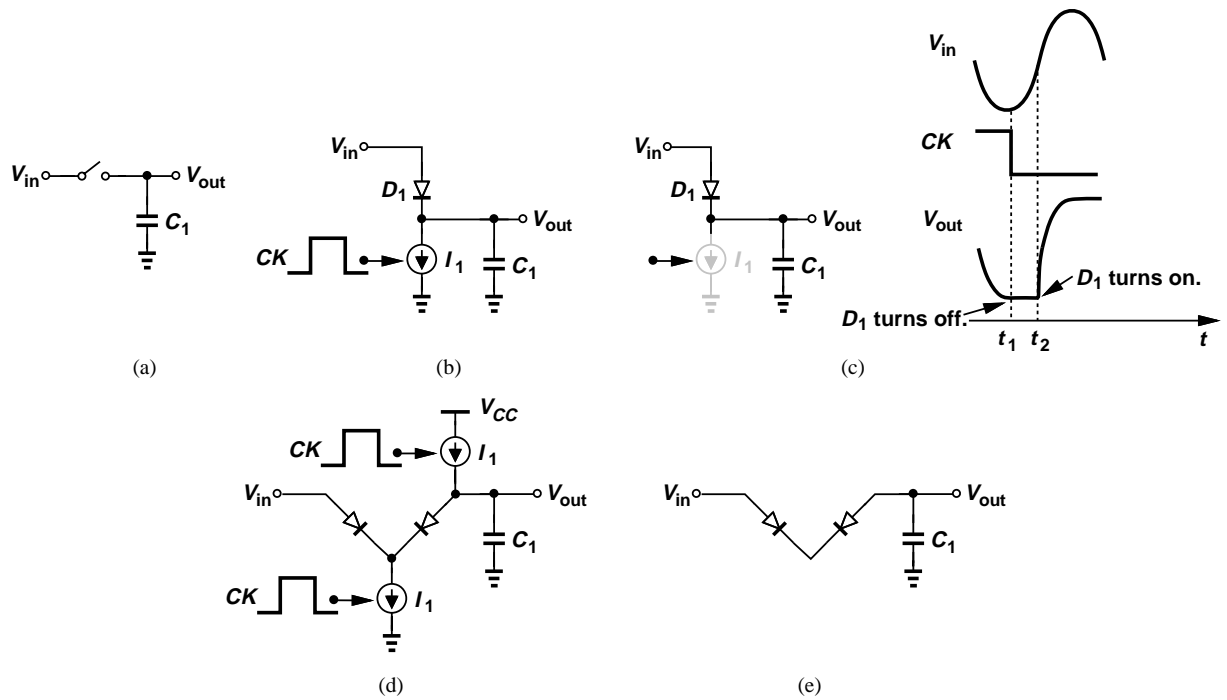 V_in
V_out
C_1
(a)
V_in
D_1
V_out
CK
I_1
C_1
(b)
V_in
D_1
V_out
I_1
C_1
V_in
CK
V_out
D_1 turns on.
D_1 turns off.
t_1
t_2
t
(c)
V_CC
CK
I_1
V_in
V_out
C_1
CK
I_1
(d)
V_in
V_out
C_1
(e)